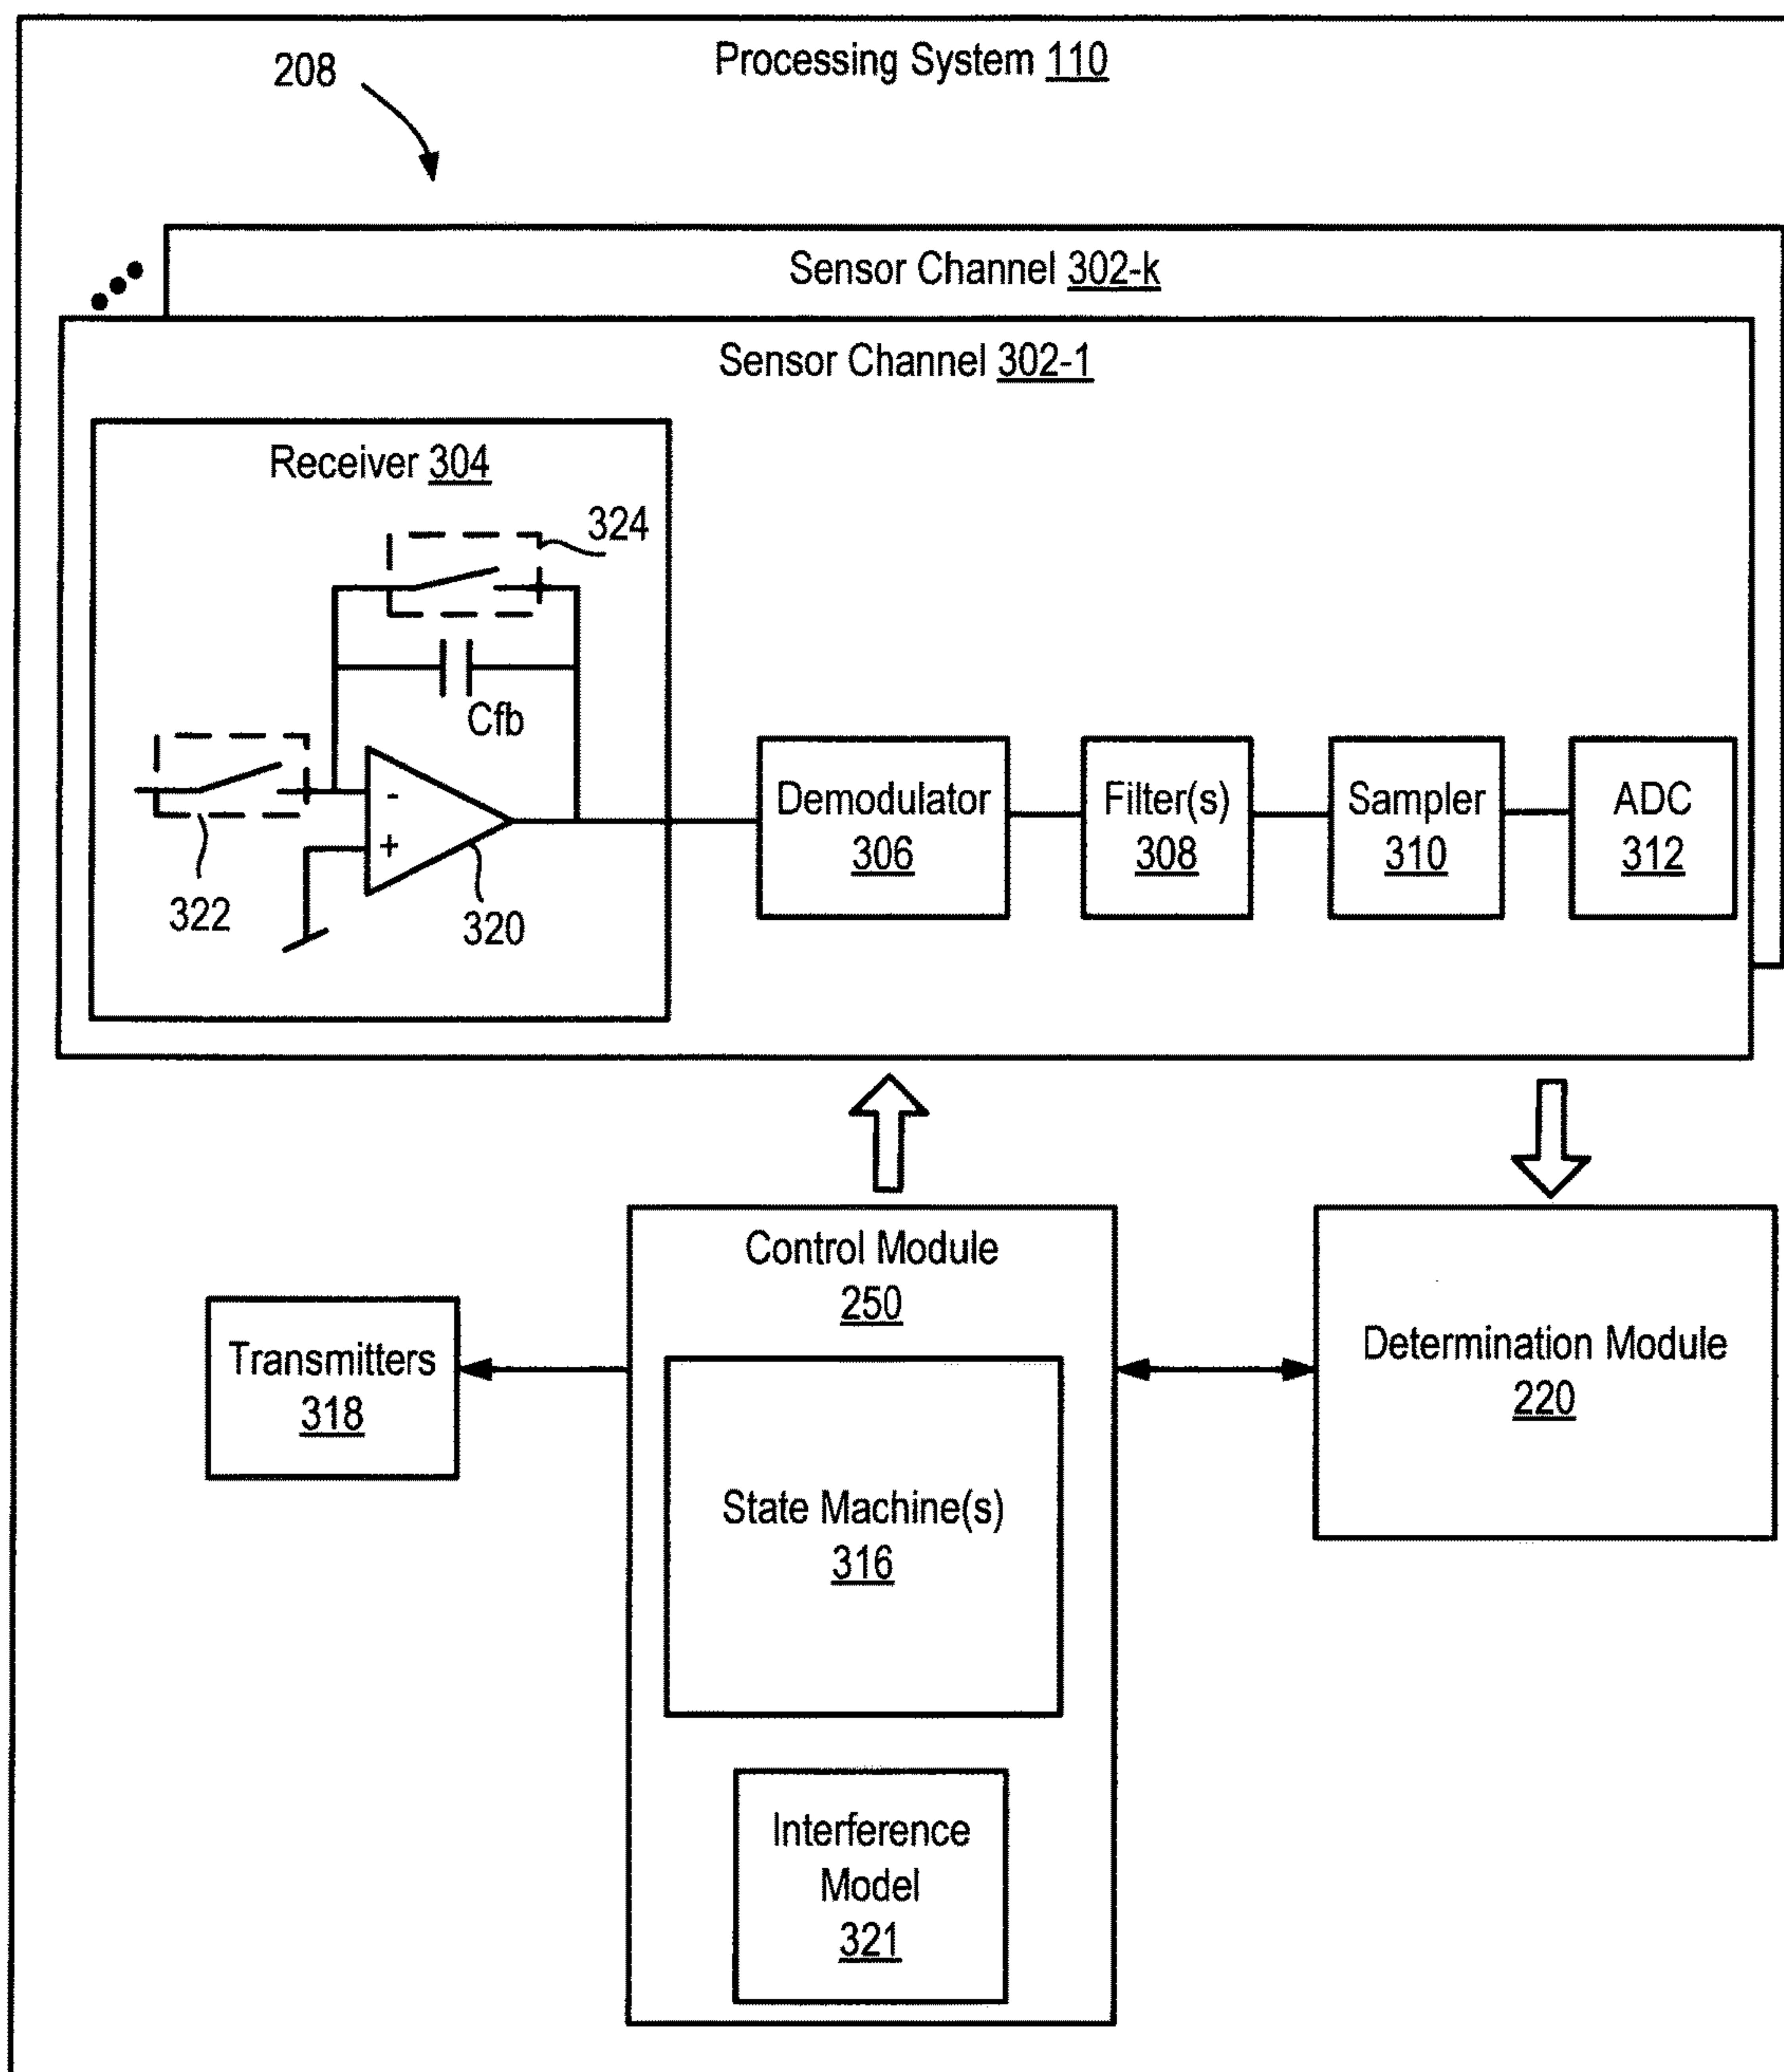 Processing System 110
208
Sensor Channel 302-k
Sensor Channel 302-1
Receiver 304
324
Cfb
-
+
322
320
Demodulator
306
Filter(s)
308
Sampler
310
ADC
312
Control Module
250
Transmitters
318
State Machine(s)
316
Determination Module
220
Interference
Model
321